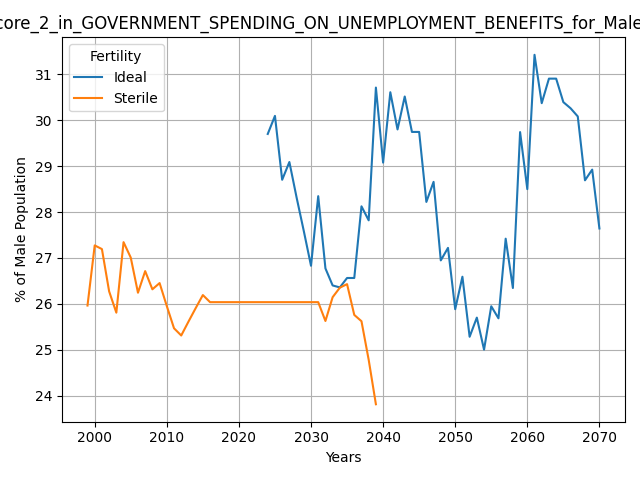 core_2_in_GOVERNMENT_SPENDING_ON_UNEMPLOYMENT_BENEFITS_for_Male
Fertility
Ideal
Sterile
% of Male Population
31
30
29
28
27
26
25
24
2000
2010
2020
2030
2040
2050
2060
2070
Years